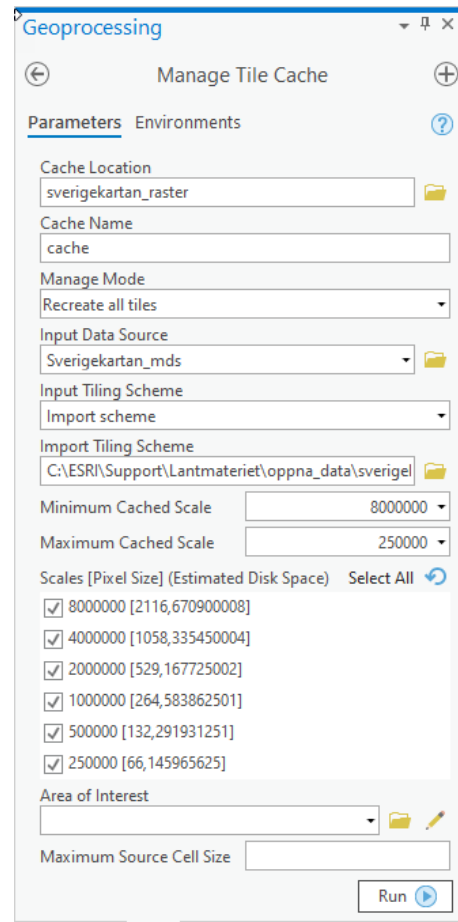 Geoprocessing
Manage Tile Cache
Parameters Environments
Cache Location
sverigekartan_raster
Cache Name
cache
Manage Mode
Recreate all tiles
Input Data Source
Sverigekartan_mds
Input Tiling Scheme
Import scheme
Import Tiling Scheme
C:\ESRI\Support\Lantmateriet\oppna_data\sverigel
Minimum Cached Scale 8000000
Maximum Cached Scale 250000
Scales [Pixel Size] (Estimated Disk Space) Select All
8000000 [2116,670900008]
4000000 [1058,335450004]
2000000 [529,167725002]
1000000 [264,583862501]
500000 [132,291931251]
250000 [66,145965625]
Area of Interest
Maximum Source Cell Size
Run